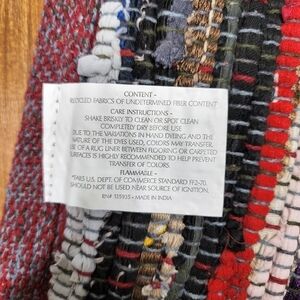 CONTENT -
RECYCLED FABRICS OF UNDETERMINED FIBER CONTENT
CARE INSTRUCTIONS -
SHAKE BRISKLY TO CLEAN OR SPOT CLEAN
COMPLETELY DRY BEFORE USE
DUE TO THE VARIATIONS IN HAND DYEING AND THE
NATURE OF THE DYES USED, COLORS MAY TRANSFER.
USE OF A RUG LINER BETWEEN FLOORING OR CARPETED
SURFACES IS HIGHLY RECOMMENDED TO HELP PREVENT
TRANSFER OF COLORS
FLAMMABLE -
*FAILS U.S. DEPT. OF COMMERCE STANDARD FF2-70.
SHOULD NOT BE USED NEAR SOURCE OF IGNITION.
RN# 135935 • MADE IN INDIA